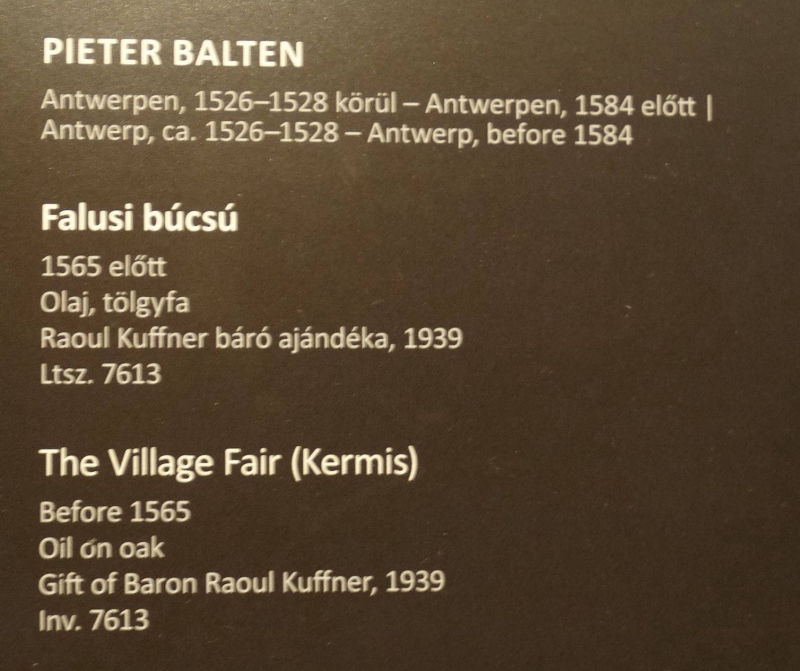 PIETER BALTEN
Antwerpen, 1526–1528 körül – Antwerpen, 1584 előtt |
Antwerp, ca. 1526–1528 – Antwerp, before 1584
Falusi búcsú
1565 előtt
Olaj, tölgyfa
Raoul Kuffner báró ajándéka, 1939
Ltsz. 7613
The Village Fair (Kermis)
Before 1565
Oil on oak
Gift of Baron Raoul Kuffner, 1939
Inv. 7613